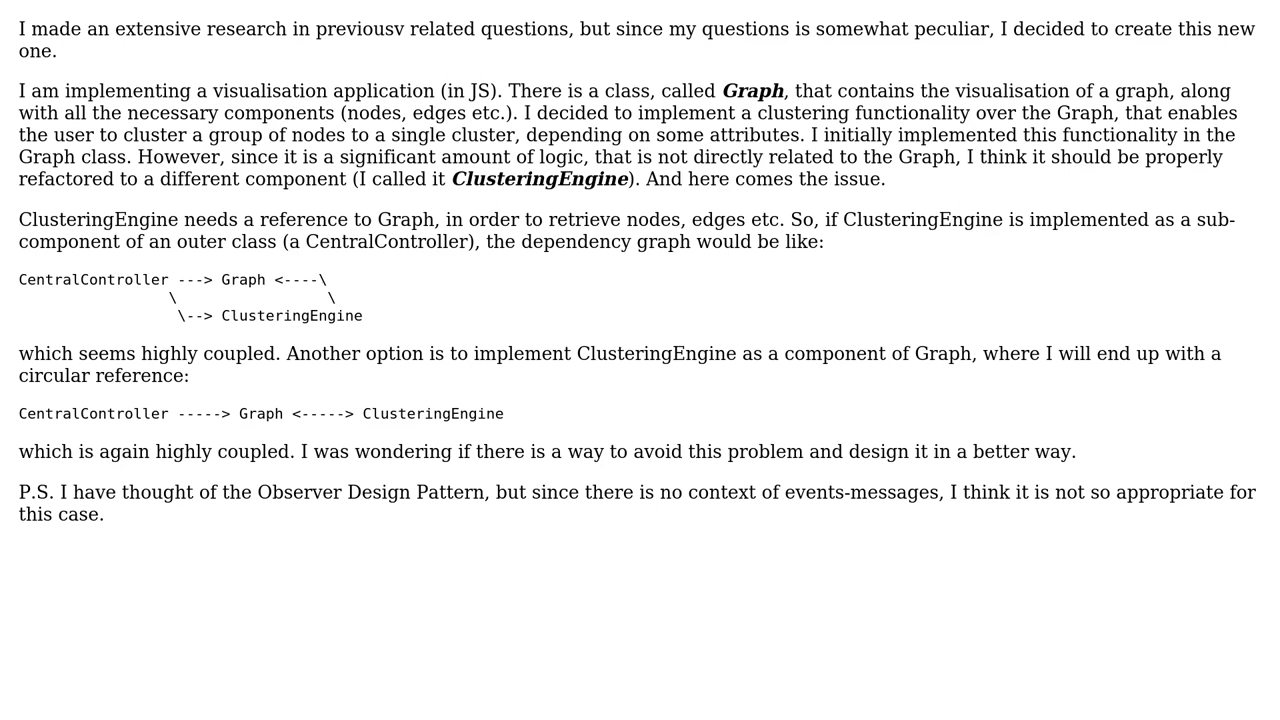 I made an extensive research in previousv related questions, but since my questions is somewhat peculiar, I decided to create this new
one.
I am implementing a visualisation application (in JS). There is a class, called Graph, that contains the visualisation of a graph, along
with all the necessary components (nodes, edges etc.). I decided to implement a clustering functionality over the Graph, that enables
the user to cluster a group of nodes to a single cluster, depending on some attributes. I initially implemented this functionality in the
Graph class. However, since it is a significant amount of logic, that is not directly related to the Graph, I think it should be properly
refactored to a different component (I called it ClusteringEngine). And here comes the issue.
ClusteringEngine needs a reference to Graph, in order to retrieve nodes, edges etc. So, if ClusteringEngine is implemented as a sub-
component of an outer class (a CentralController), the dependency graph would be like:
CentralController ---> Graph <----\
                 \                 \
                  \--> ClusteringEngine
which seems highly coupled. Another option is to implement ClusteringEngine as a component of Graph, where I will end up with a
circular reference:
CentralController -----> Graph <-----> ClusteringEngine
which is again highly coupled. I was wondering if there is a way to avoid this problem and design it in a better way.
P.S. I have thought of the Observer Design Pattern, but since there is no context of events-messages, I think it is not so appropriate for
this case.